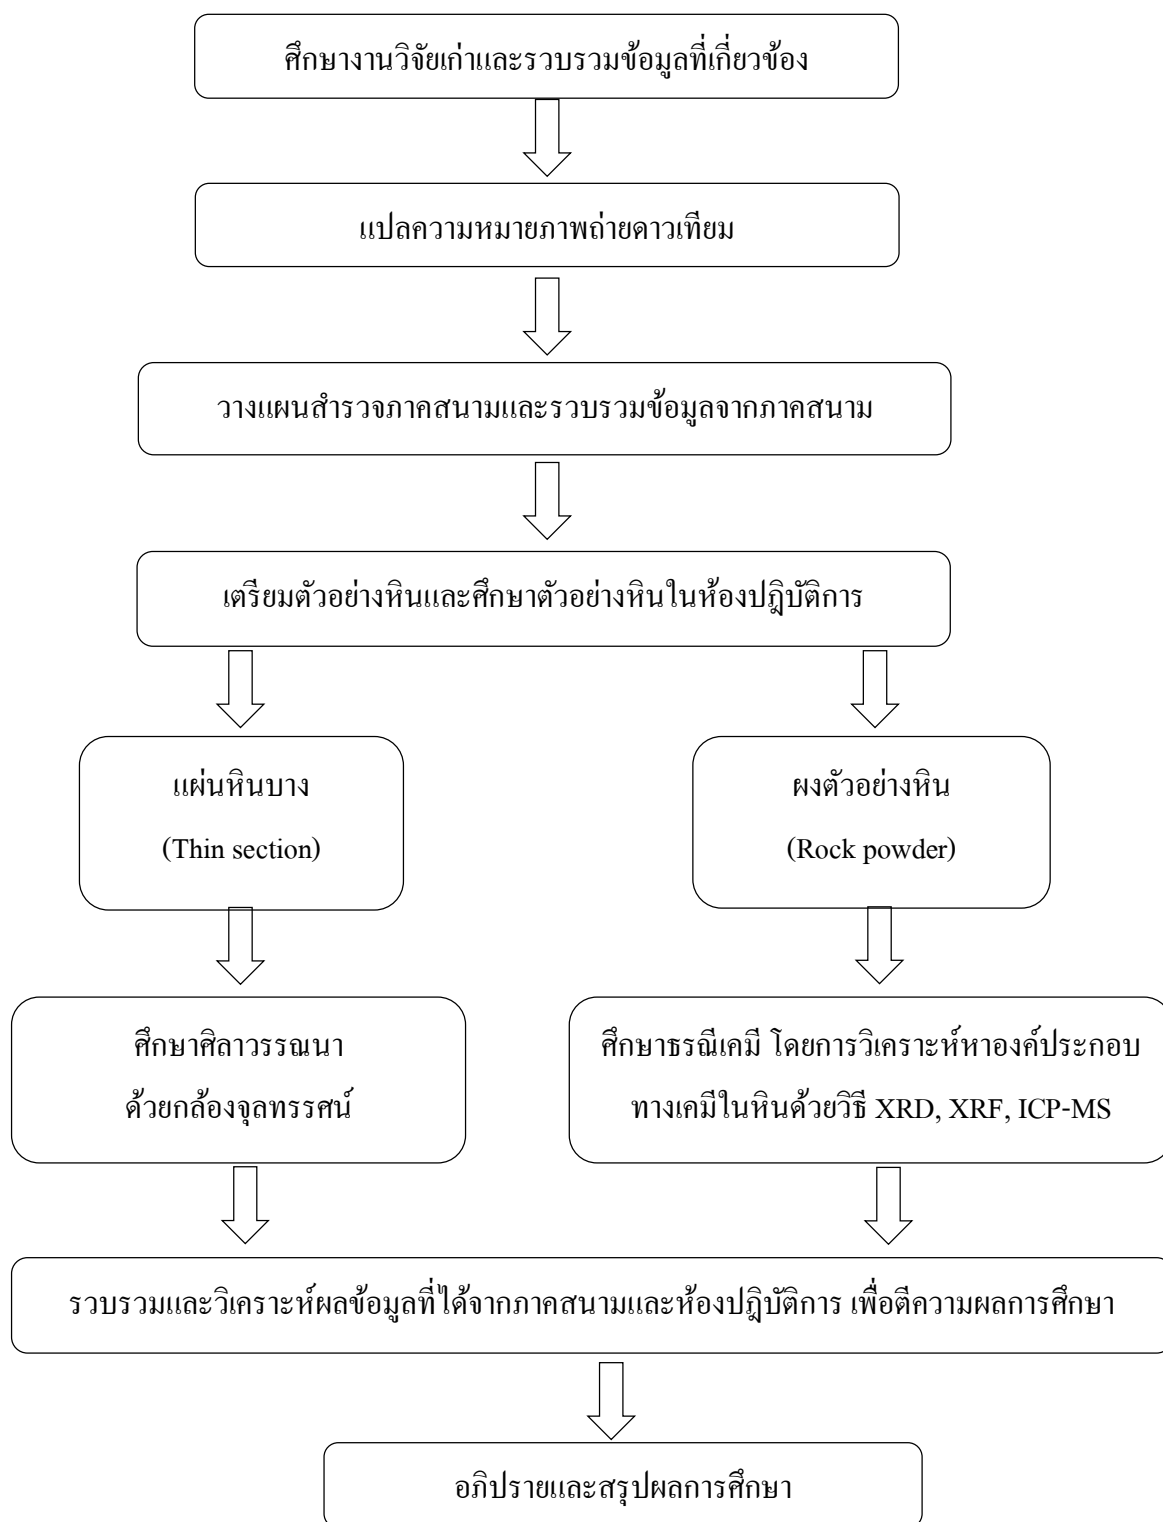 ศึกษางานวิจัยเก่าและรวบรวมข้อมูลที่เกี่ยวข้อง
แปลความหมายภาพถ่ายดาวเทียม
วางแผนสำรวจภาคสนามและรวบรวมข้อมูลจากภาคสนาม
เตรียมตัวอย่างหินและศึกษาตัวอย่างหินในห้องปฎิบัติการ
แผ่นหินบาง
(Thin section)
ผงตัวอย่างหิน
(Rock powder)
ศึกษาศิลาวรรณนา
ด้วยกล้องจุลทรรศน์
ศึกษาธรณีเคมี โดยการวิเคราะห์หาองค์ประกอบ
ทางเคมีในหินด้วยวิธี XRD, XRF, ICP-MS
รวบรวมและวิเคราะห์ผลข้อมูลที่ได้จากภาคสนามและห้องปฎิบัติการ เพื่อตีความผลการศึกษา
อภิปรายและสรุปผลการศึกษา